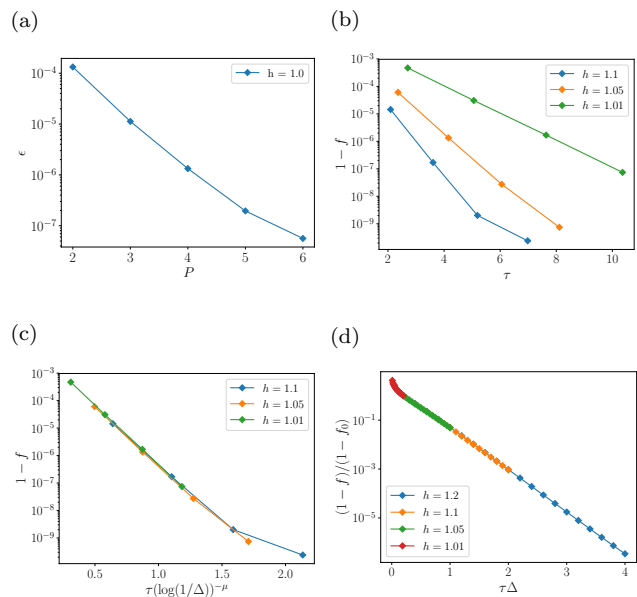 (a)
h = 1.0
10⁻⁴
10⁻⁵
10⁻⁶
10⁻⁷
ϵ
2 3 4 5 6
P
(b)
h = 1.1
h = 1.05
h = 1.01
10⁻³
10⁻⁴
10⁻⁵
10⁻⁶
10⁻⁷
10⁻⁸
10⁻⁹
1 − f
2 4 6 8 10
τ
(c)
h = 1.1
h = 1.05
h = 1.01
10⁻³
10⁻⁴
10⁻⁵
10⁻⁶
10⁻⁷
10⁻⁸
10⁻⁹
1 − f
0.5 1.0 1.5 2.0
τ(log(1/Δ))⁻ᵘ
(d)
10⁻¹
10⁻³
10⁻⁵
(1 − f)/(1 − f₀)
h = 1.2
h = 1.1
h = 1.05
h = 1.01
0 1 2 3 4
τΔ